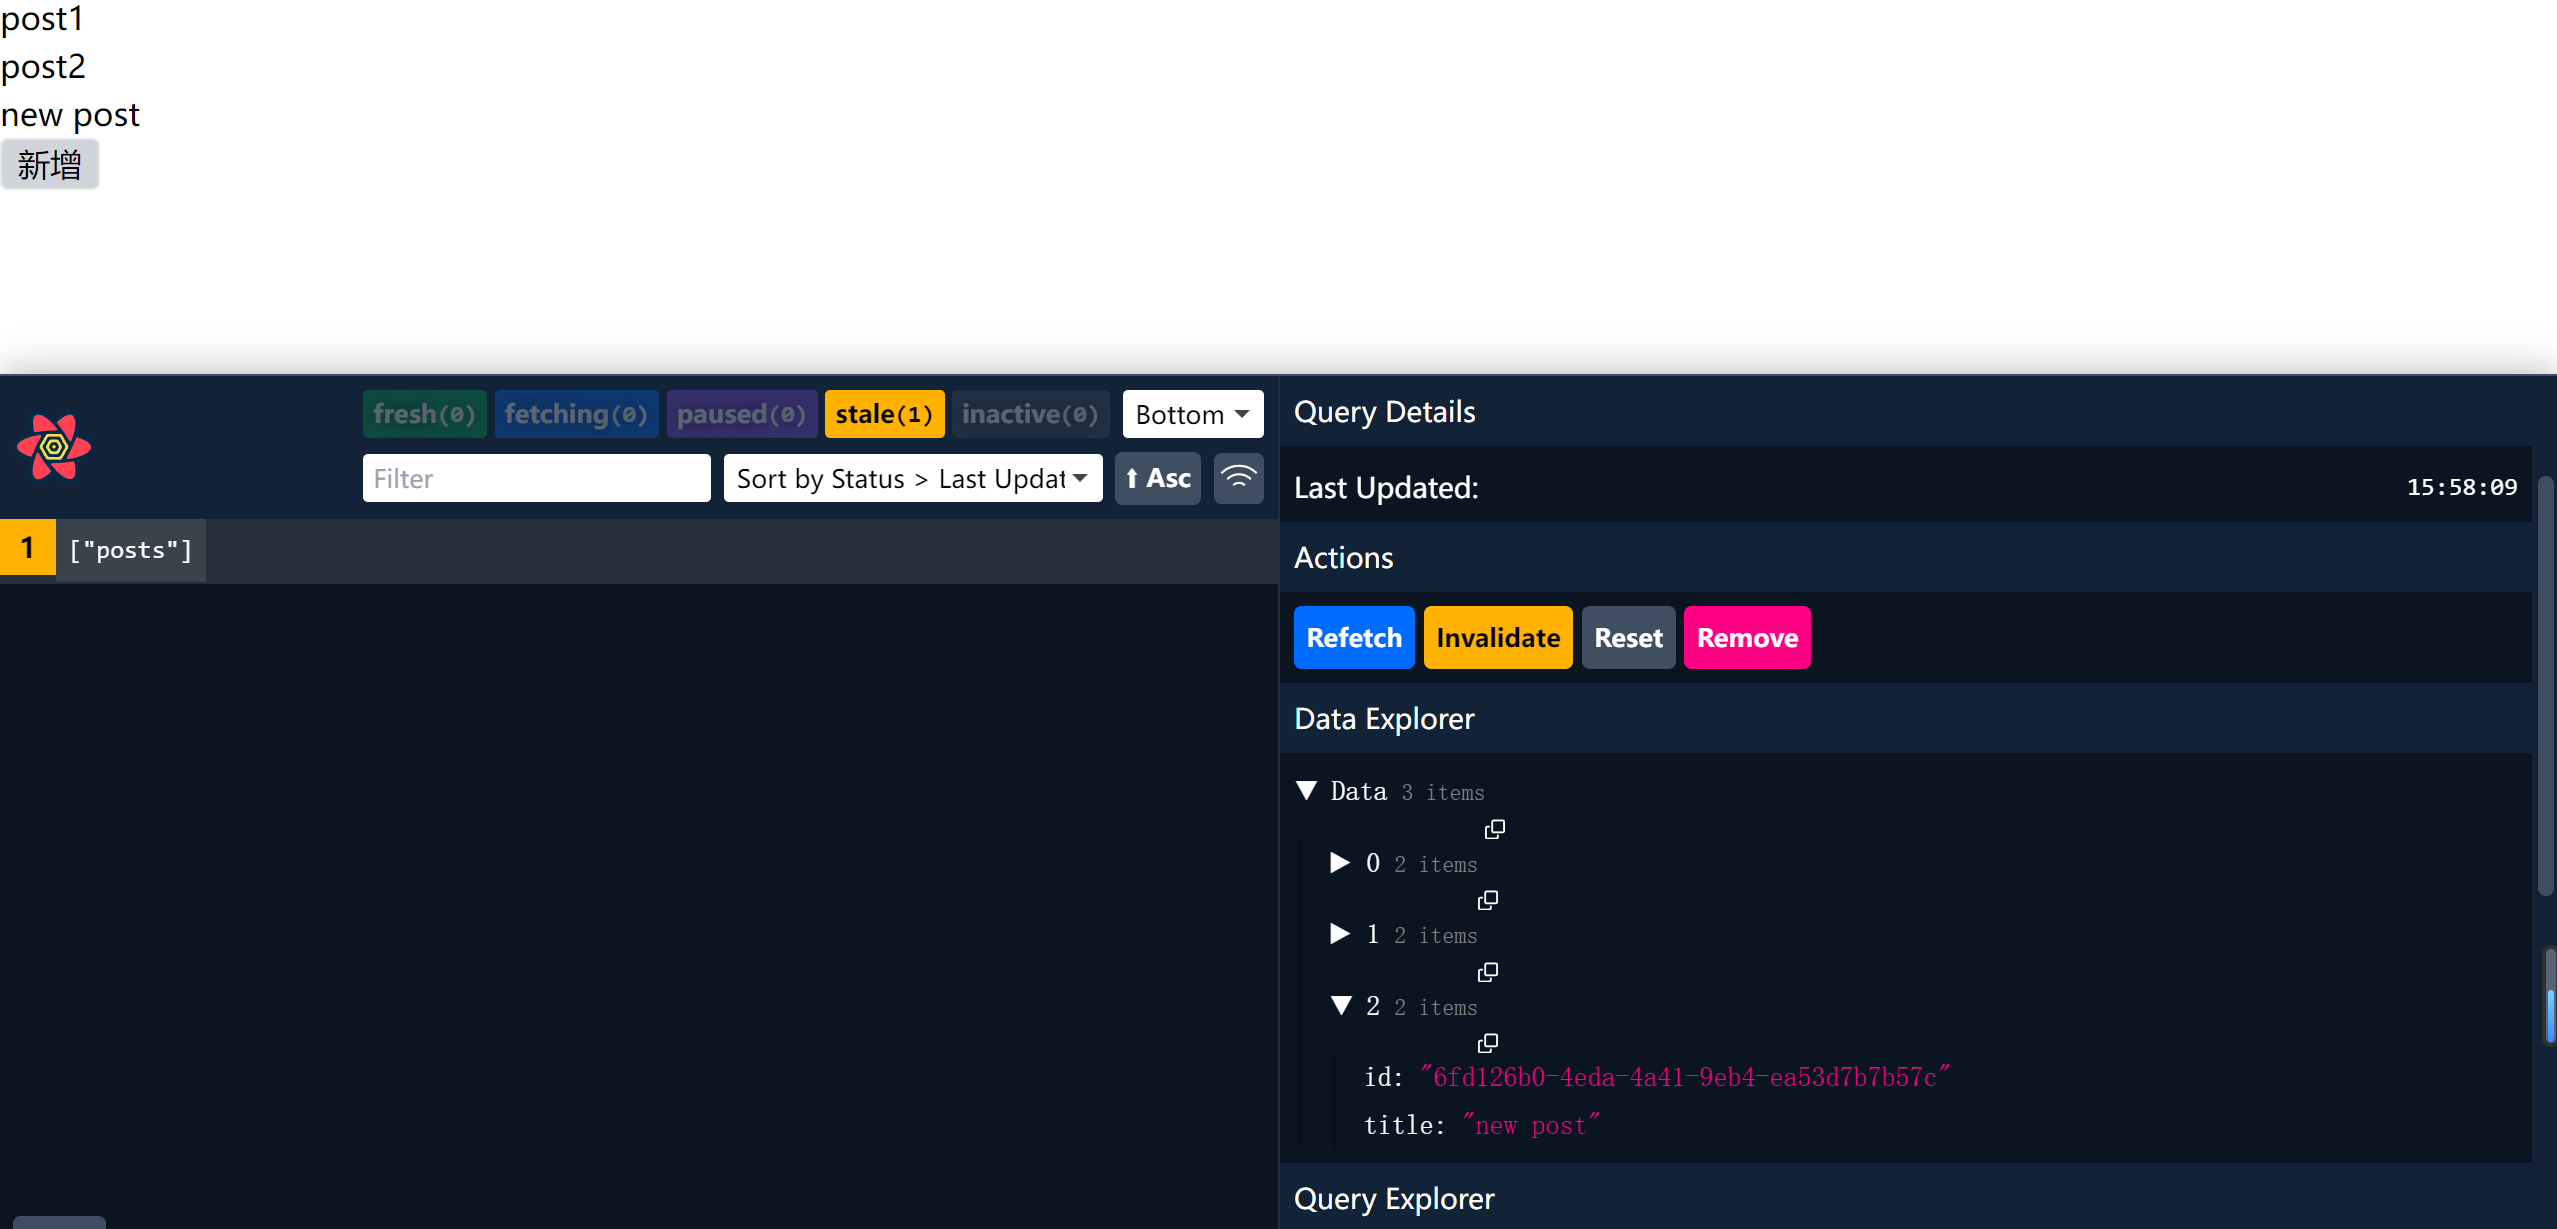 post1
post2
new post
新增
fresh(0) fetching(0) paused(0) stale(1) inactive(0) Bottom
Filter Sort by Status > Last Updat Asc
1 ["posts"]
Query Details
Last Updated: 15:58:09
Actions
Refetch Invalidate Reset Remove
Data Explorer
Data 3 items
0 2 items
1 2 items
2 2 items
id: "6fd126b0-4eda-4a41-9eb4-ea53d7b7b57c"
title: "new post"
Query Explorer